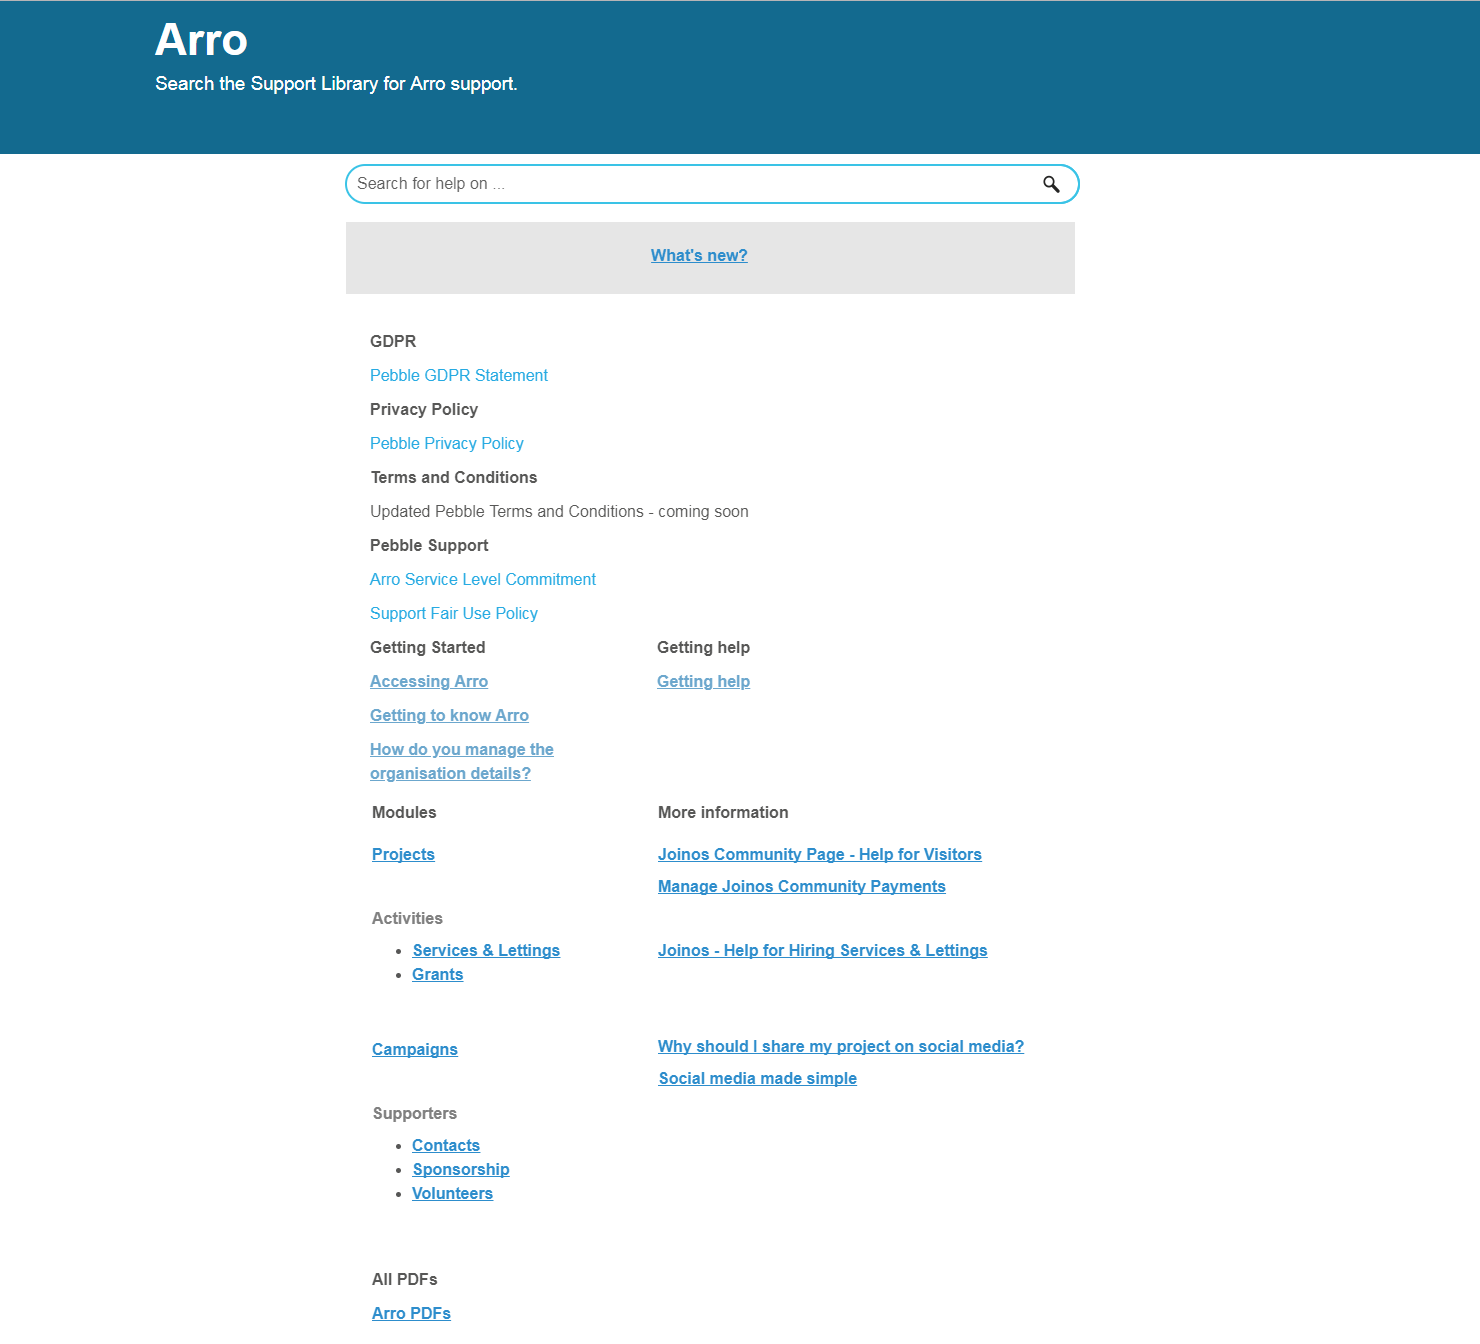 Arro
Search the Support Library for Arro support.
Search for help on ...
What's new?
GDPR
Pebble GDPR Statement
Privacy Policy
Pebble Privacy Policy
Terms and Conditions
Updated Pebble Terms and Conditions - coming soon
Pebble Support
Arro Service Level Commitment
Support Fair Use Policy
Getting Started
Getting help
Accessing Arro
Getting help
Getting to know Arro
How do you manage the
organisation details?
Modules
More information
Projects
Joinos Community Page - Help for Visitors
Manage Joinos Community Payments
Activities
Services & Lettings
Joinos - Help for Hiring Services & Lettings
Grants
Campaigns
Why should I share my project on social media?
Social media made simple
Supporters
Contacts
Sponsorship
Volunteers
All PDFs
Arro PDFs